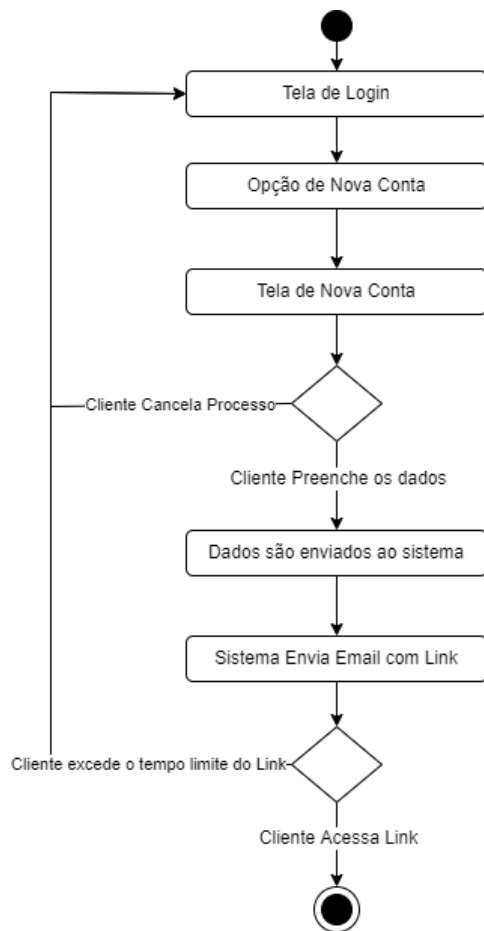 Tela de Login
Opção de Nova Conta
Tela de Nova Conta
Cliente Cancela Processo
Cliente Preenche os dados
Dados são enviados ao sistema
Sistema Envia Email com Link
Cliente excede o tempo limite do Link
Cliente Acessa Link